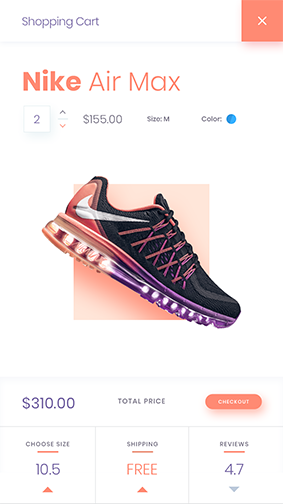 Shopping Cart
Nike Air Max
2 $155.00 Size: M Color:
$310.00 TOTAL PRICE CHECKOUT
CHOOSE SIZE SHIPPING REVIEWS
10.5 FREE 4.7